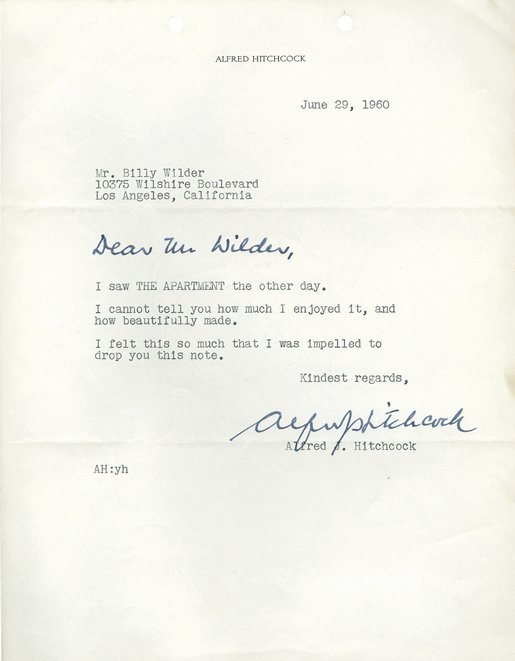 ALFRED HITCHCOCK
June 29, 1960
Mr. Billy Wilder
10375 Wilshire Boulevard
Los Angeles, California
Dear Mr Wilder,
I saw THE APARTMENT the other day.
I cannot tell you how much I enjoyed it, and
how beautifully made.
I felt this so much that I was impelled to
drop you this note.
Kindest regards,
Alfred J Hitchcock
Alfred J. Hitchcock
AH:yh